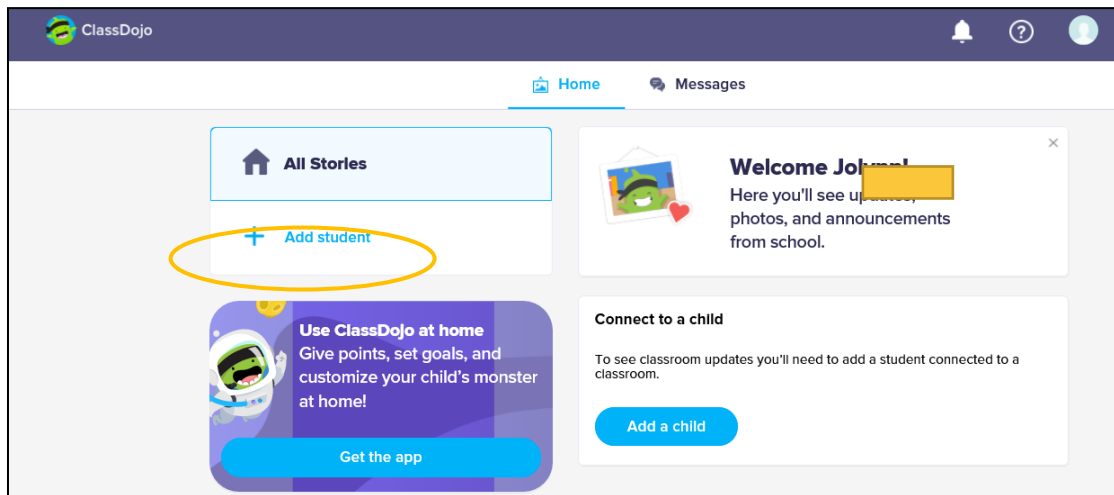 ClassDojo
Home
Messages
All Stories
Add student
Welcome
Here you'll see updates,
photos, and announcements
from school.
Use ClassDojo at home
Give points, set goals, and
customize your child's monster
at home!
Get the app
Connect to a child
To see classroom updates you'll need to add a student connected to a
classroom.
Add a child